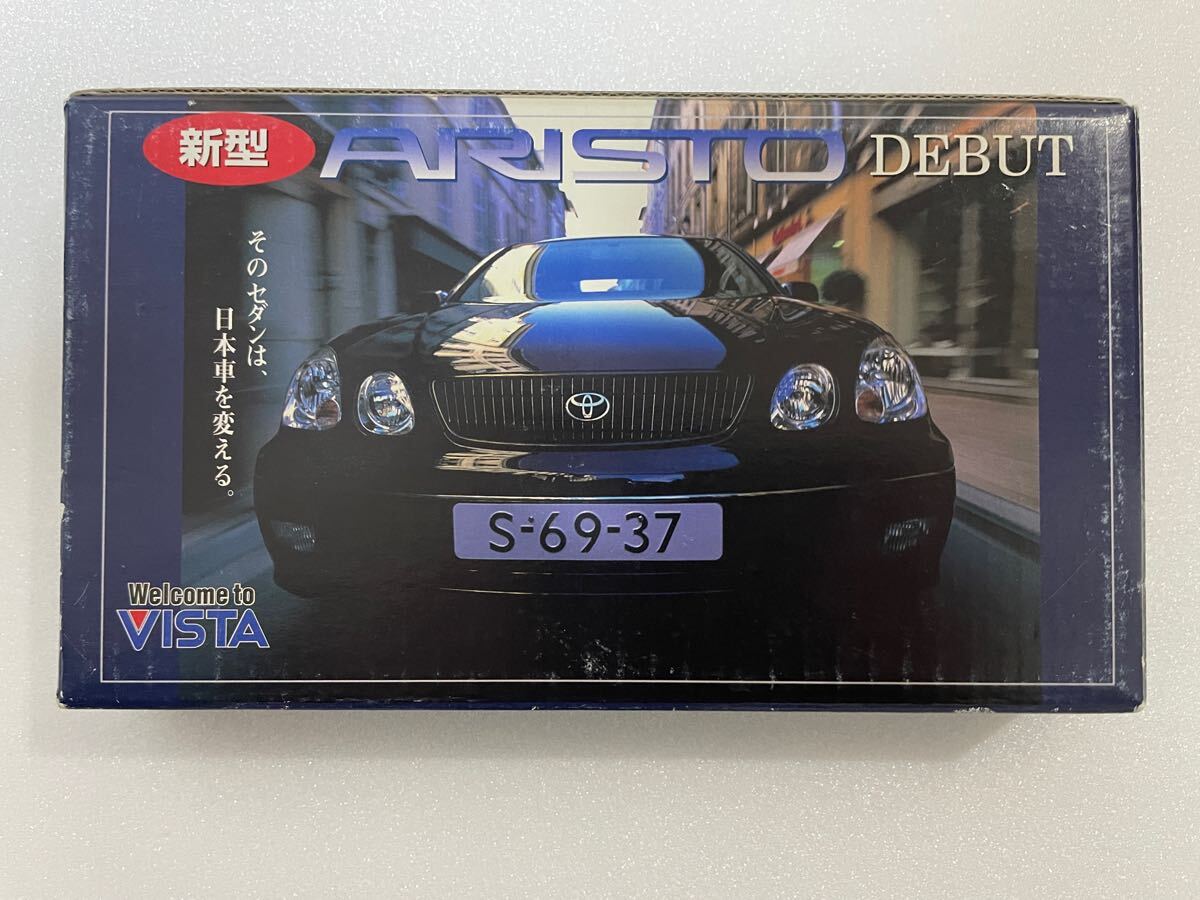 新型 ARISTO DEBUT
そのセダンは、
日本車を変える。
S-69-37
Welcome to
VISTA